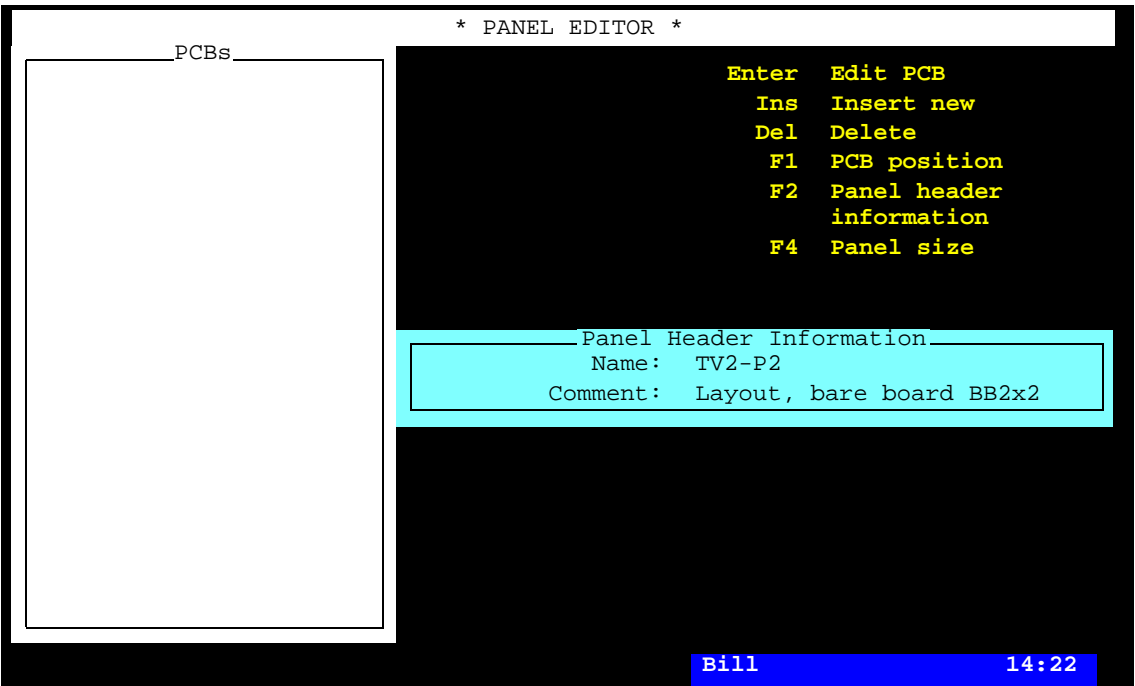 * PANEL EDITOR *
PCBs
Enter Edit PCB
Ins Insert new
Del Delete
F1 PCB position
F2 Panel header
information
F4 Panel size
Panel Header Information
Name: TV2-P2
Comment: Layout, bare board BB2x2
Bill 14:22